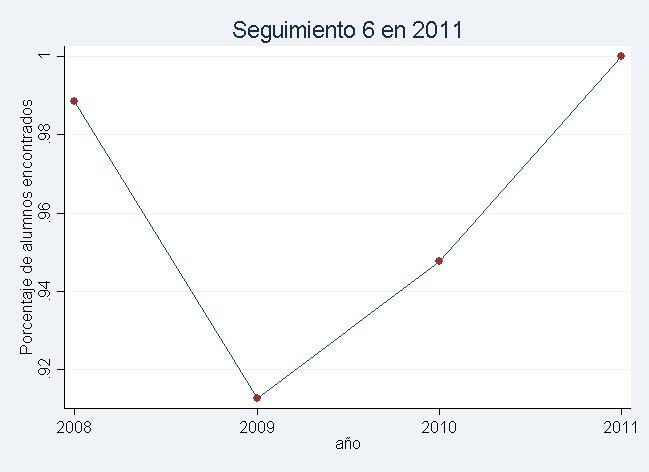 Seguimiento 6 en 2011
Porcentaje de alumnos encontrados
1
.98
.96
.94
.92
2008 2009 2010 2011
año